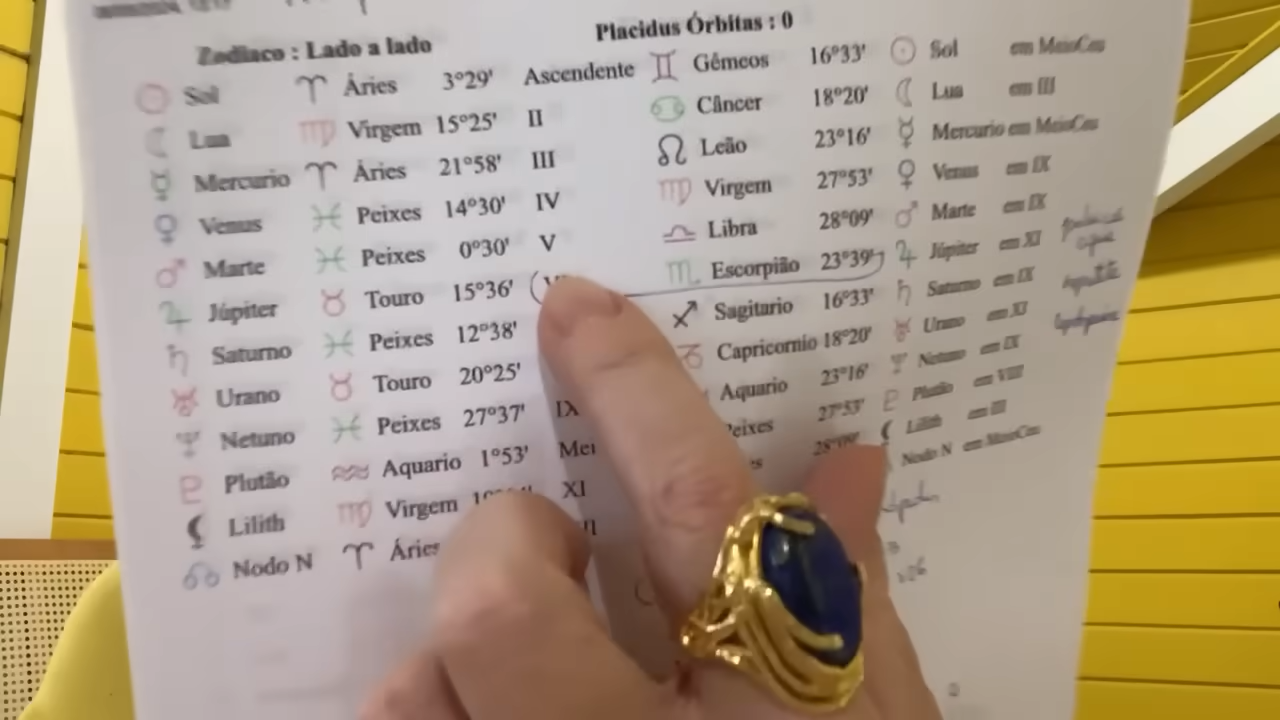 Zodiaco : Lado a lado Placidus Órbitas : 0
Sol Áries 3°29' Ascendente Gêmeos 16°33' Sol em MeioCeu
Lua Virgem 15°25' II Câncer 18°20' Lua em III
Mercurio Áries 21°58' III Leão 23°16' Mercurio em MeioCeu
Venus Peixes 14°30' IV Virgem 27°53' Venus em IX
Marte Peixes 0°30' V Libra 28°09' Marte em IX
Júpiter Touro 15°36' Escorpião 23°39' Júpiter em XI
Saturno Peixes 12°38' Sagitario 16°33' Saturno em IX
Urano Touro 20°25' Capricornio 18°20' Urano em XI
Netuno Peixes 27°37' IX Aquario 23°16' Netuno em IX
Plutão Aquario 1°53' Peixes 27°53' Plutão em VIII
Lilith Virgem XI 28°09' Lilith em III
Nodo N Áries Nodo N em MeioCeu